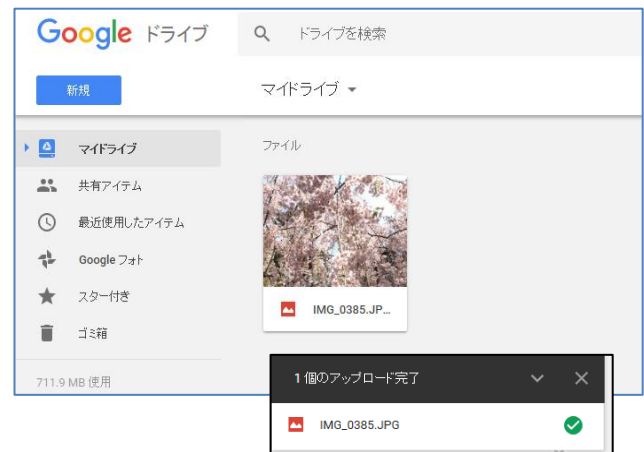 Google ドライブ
ドライブを検索
新規
マイドライブ
マイドライブ
共有アイテム
最近使用したアイテム
Google フォト
スター付き
ゴミ箱
711.9 MB 使用
ファイル
IMG_0385.JP...
1 個のアップロード完了
IMG_0385.JPG